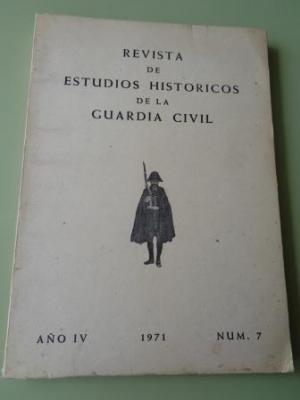 REVISTA
DE
ESTUDIOS HISTORICOS
DE LA
GUARDIA CIVIL
AÑO IV 1971 NUM. 7